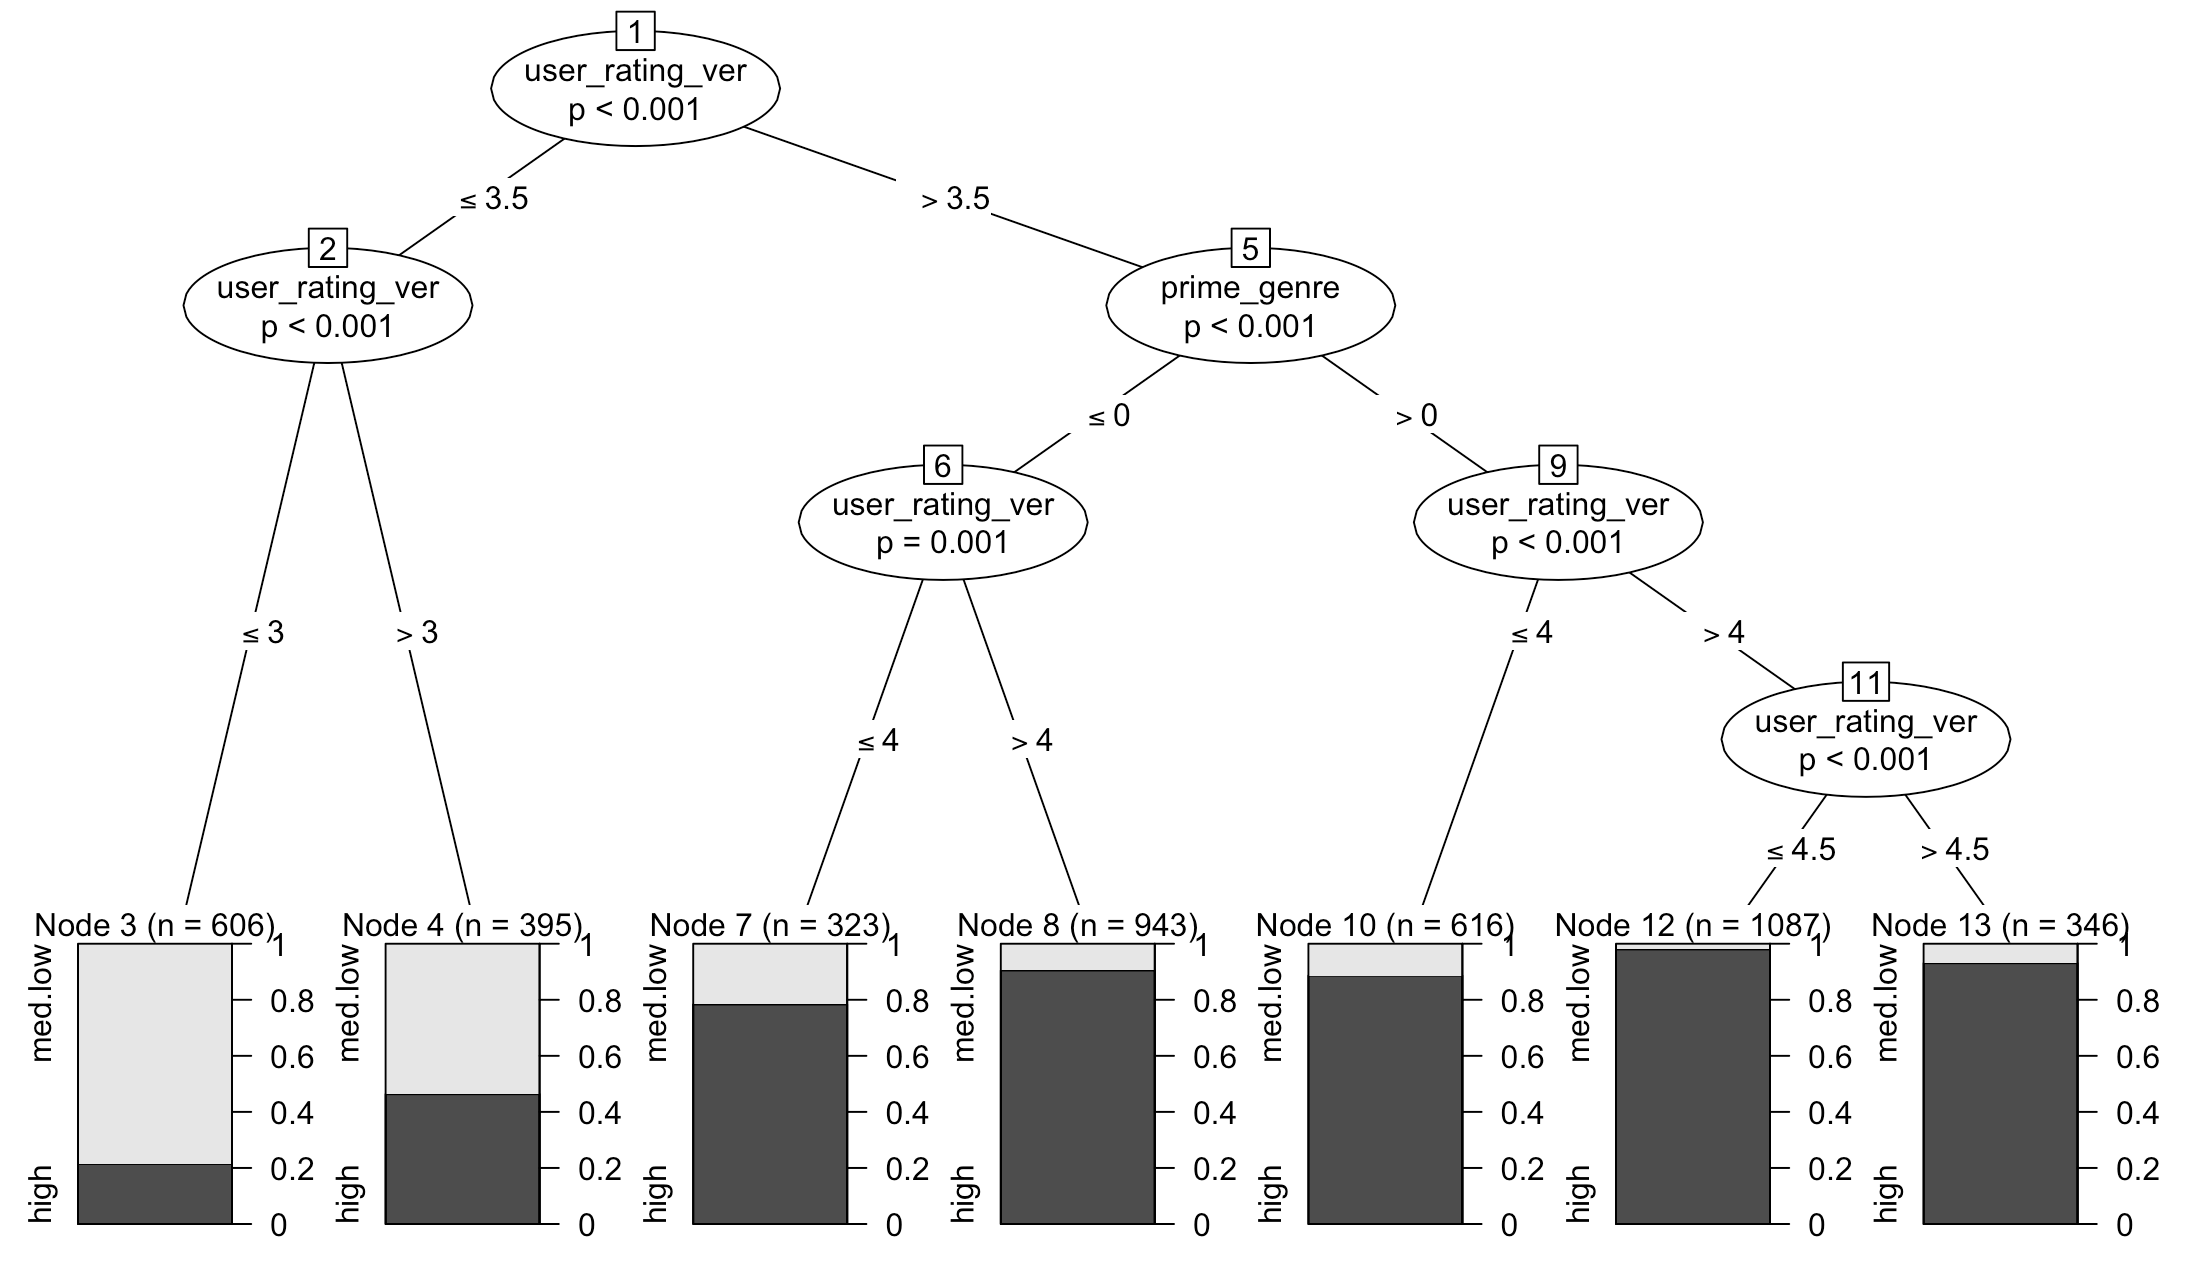 1
user_rating_ver
p < 0.001
≤ 3.5
> 3.5
2
user_rating_ver
p < 0.001
5
prime_genre
p < 0.001
≤ 0
> 0
6
user_rating_ver
p = 0.001
9
user_rating_ver
p < 0.001
≤ 3
> 3
≤ 4
> 4
11
user_rating_ver
p < 0.001
≤ 4
> 4
≤ 4.5
> 4.5
Node 3 (n = 606)
med.low
high
1
0.8
0.6
0.4
0.2
0
Node 4 (n = 395)
med.low
high
1
0.8
0.6
0.4
0.2
0
Node 7 (n = 323)
med.low
high
1
0.8
0.6
0.4
0.2
0
Node 8 (n = 943)
med.low
high
1
0.8
0.6
0.4
0.2
0
Node 10 (n = 616)
med.low
high
1
0.8
0.6
0.4
0.2
0
Node 12 (n = 1087)
med.low
high
1
0.8
0.6
0.4
0.2
0
Node 13 (n = 346)
med.low
high
1
0.8
0.6
0.4
0.2
0